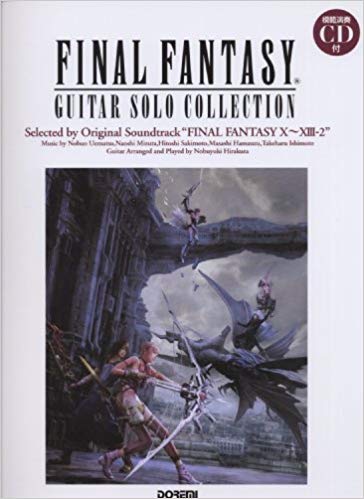 模範演奏
CD
付
FINAL FANTASY®
GUITAR SOLO COLLECTION
Selected by Original Soundtrack "FINAL FANTASY X~XIII-2"
Music by Nobuo Uematsu, Naoshi Mizuta, Hitoshi Sakimoto, Masashi Hamauzu, Takeharu Ishimoto
Guitar Arranged and Played by Nobuyuki Hirakura
DOREMI